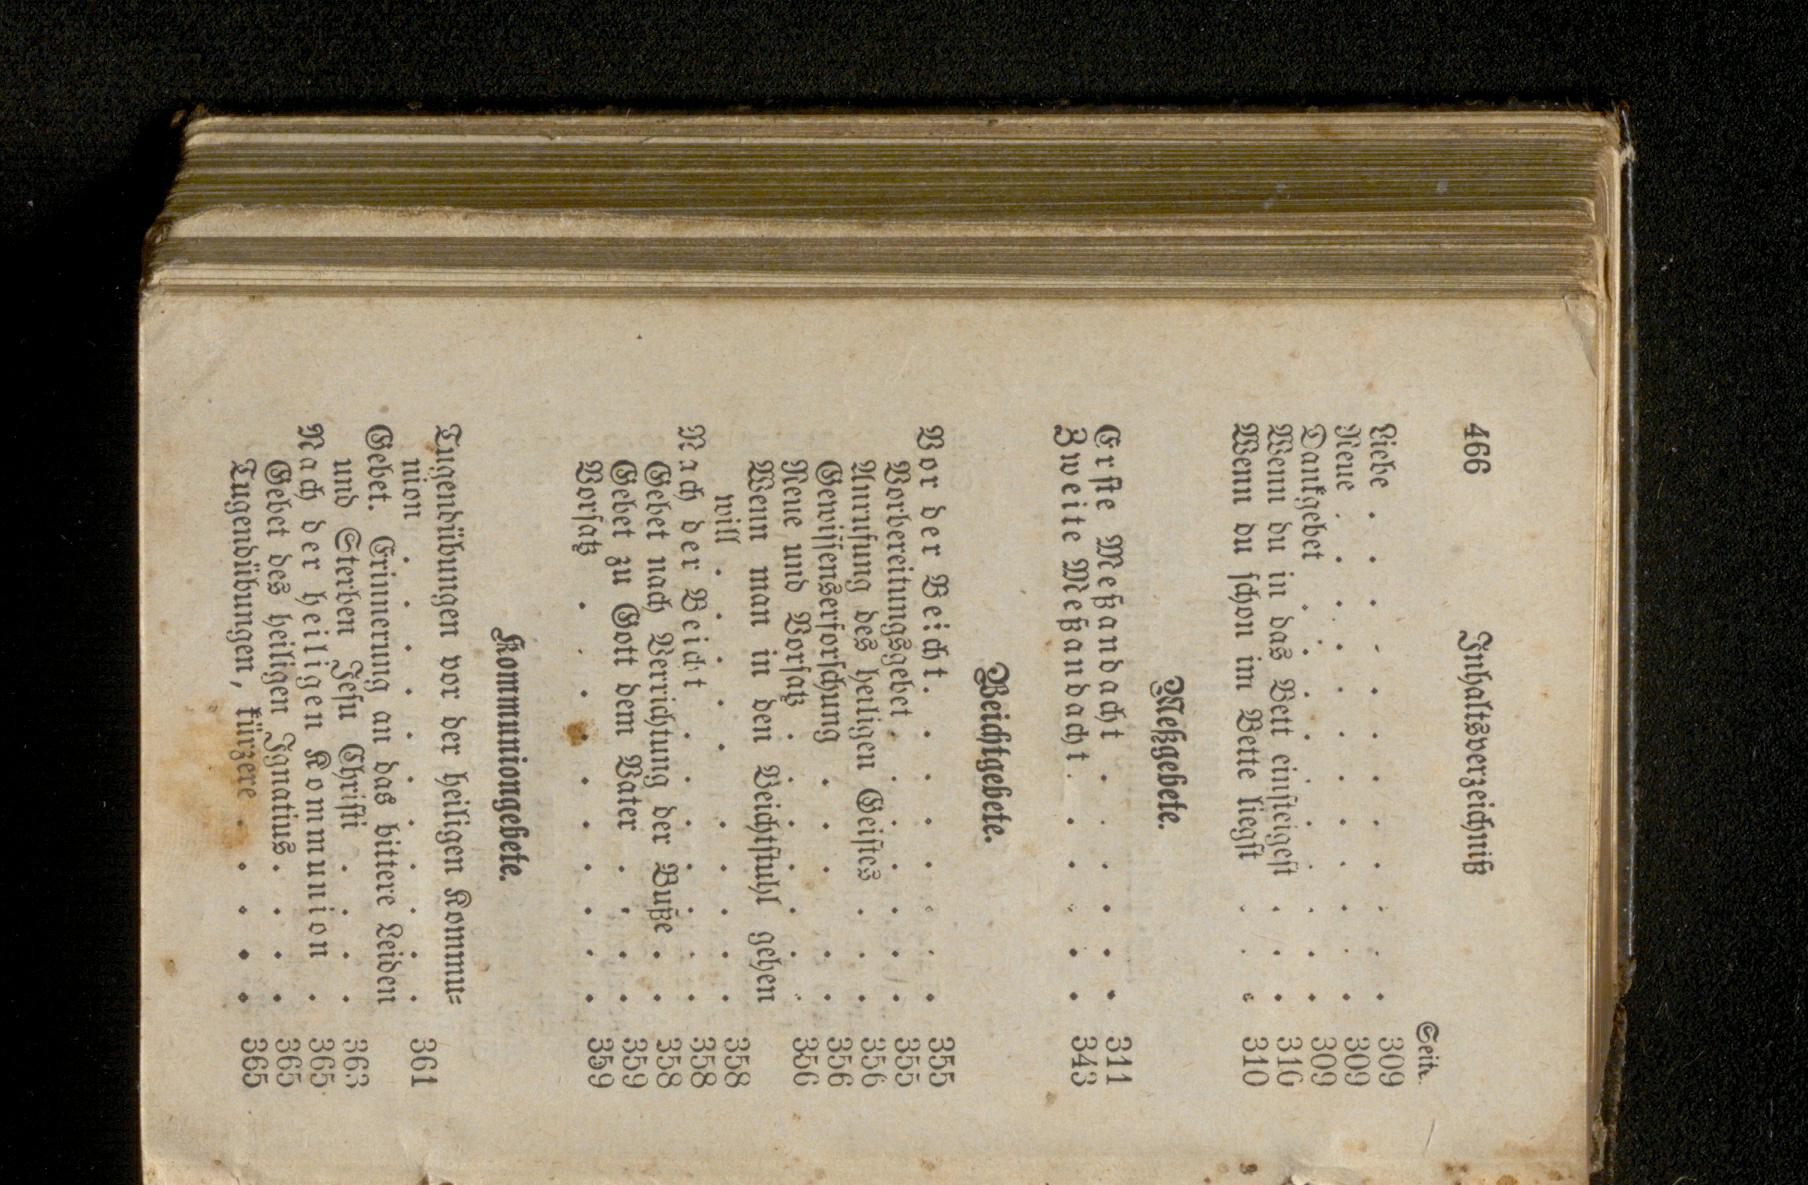 466 Inhaltsverzeichniß
Seite.
Liebe . . . . . . . . . . . . 309
Reue . . . . . . . . . . . . 309
Dankgebet . . . . . . . . . . 309
Wenn du in das Bett einsteigest . . . 316
Wenn du schon im Bette liegst . . . 310
Meßgebete.
Erste Meßandacht . . . . . . 311
Zweite Meßandacht . . . . . . 343
Beichtgebete.
Vor der Beicht . . . . . . . . 355
Vorbereitungsgebet . . . . . . . 355
Anrufung des heiligen Geistes . . . 356
Gewissenserforschung . . . . . . 356
Reue und Vorsatz . . . . . . . 356
Wenn man in den Beichtstuhl gehen
will . . . . . . . . . . . 358
Nach der Beicht . . . . . . . . 358
Gebet nach Verrichtung der Buße . . 358
Gebet zu Gott dem Vater . . . . 359
Vorsatz . . . . . . . . . . 359
Kommuniongebete.
Tugendübungen vor der heiligen Kommu-
nion . . . . . . . . . . . 361
Gebet. Erinnerung an das bittere Leiden
und Sterben Jesu Christi . . . . 363
Nach der heiligen Kommunion . 365
Gebet des heiligen Ignatius . . . . 365
Tugendübungen, kürzere . . . . . 365